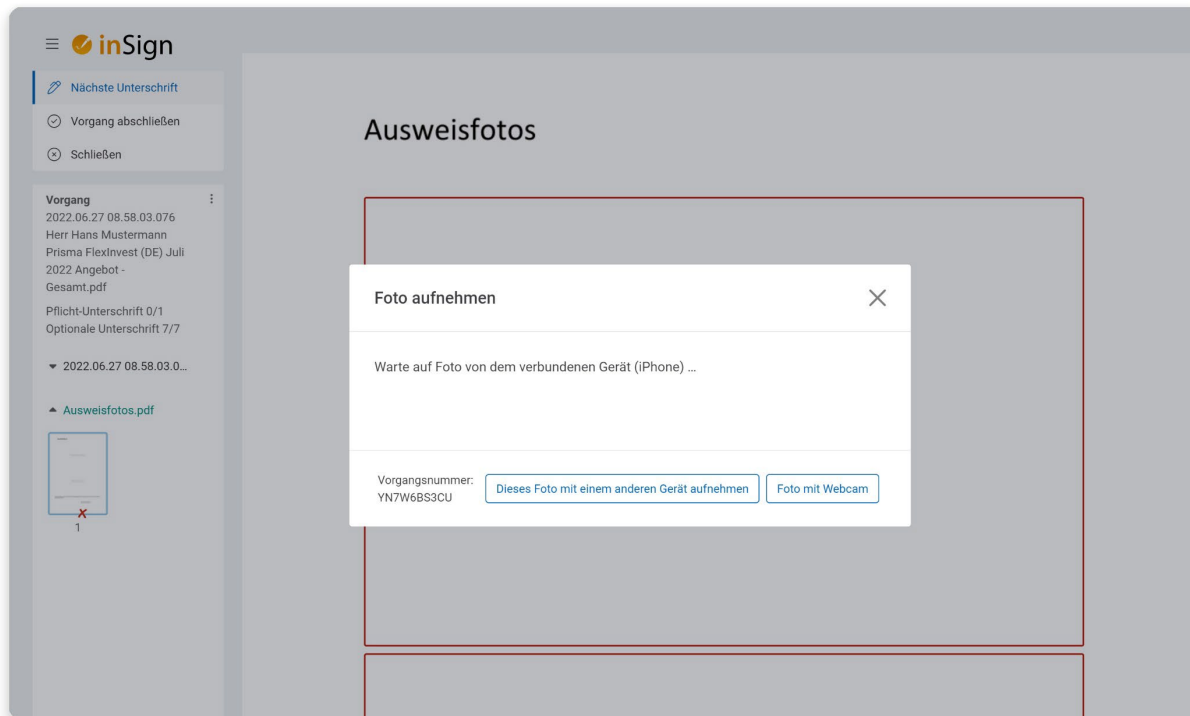 inSign
Nächste Unterschrift
Vorgang abschließen
Schließen
Vorgang
2022.06.27 08.58.03.076
Herr Hans Mustermann
Prisma FlexInvest (DE) Juli
2022 Angebot -
Gesamt.pdf
Pflicht-Unterschrift 0/1
Optionale Unterschrift 7/7
2022.06.27 08.58.03.0...
Ausweisfotos.pdf
1
Ausweisfotos
Foto aufnehmen
Warte auf Foto von dem verbundenen Gerät (iPhone) ...
Vorgangsnummer:
YN7W6BS3CU
Dieses Foto mit einem anderen Gerät aufnehmen
Foto mit Webcam